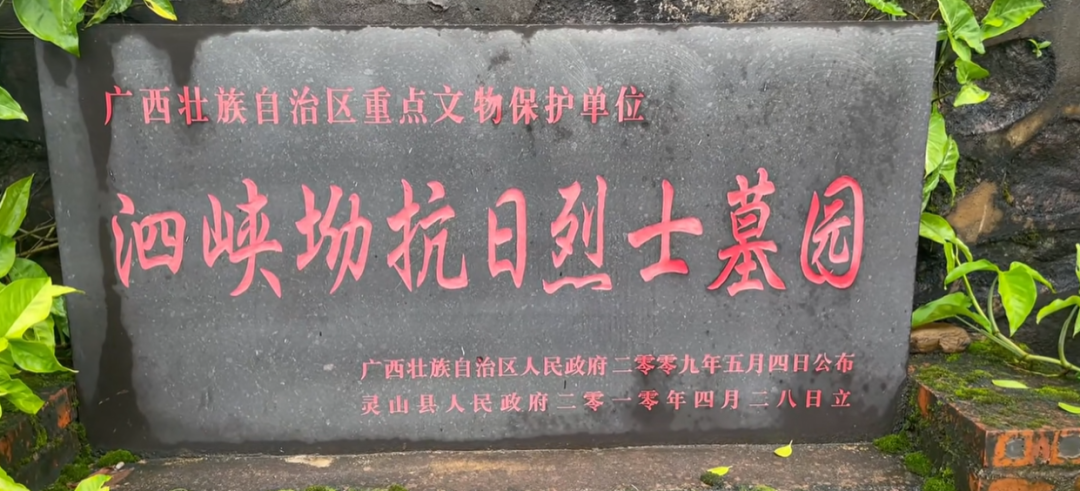 广西壮族自治区重点文物保护单位
泗峡坳抗日烈士墓园
广西壮族自治区人民政府二零零九年五月四日公布
灵山县人民政府二零一零年四月二八日立